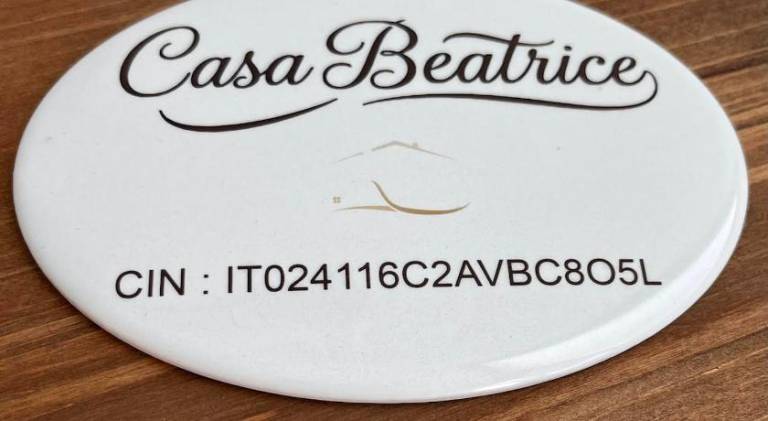 Casa Beatrice
CIN : IT024116C2AVBC8O5L